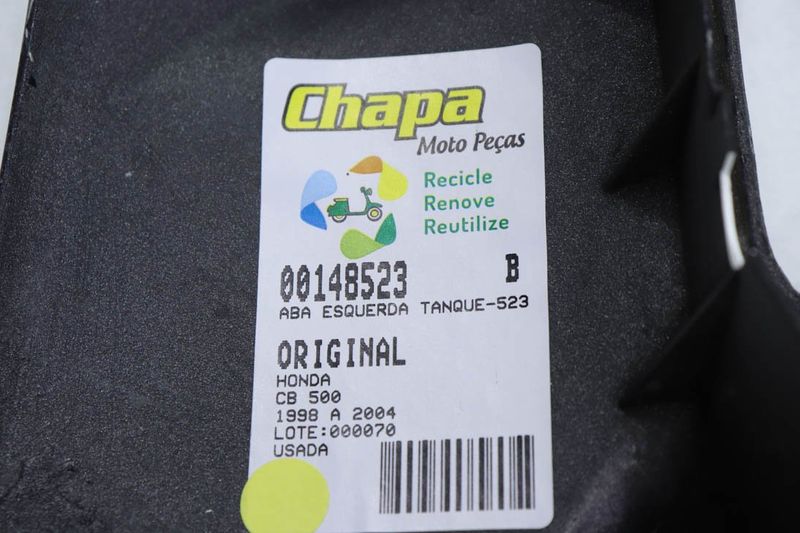 Chapa
Moto Peças
Recicle
Renove
Reutilize
00148523 B
ABA ESQUERDA TANQUE-523
ORIGINAL
HONDA
CB 500
1998 A 2004
LOTE:000070
USADA